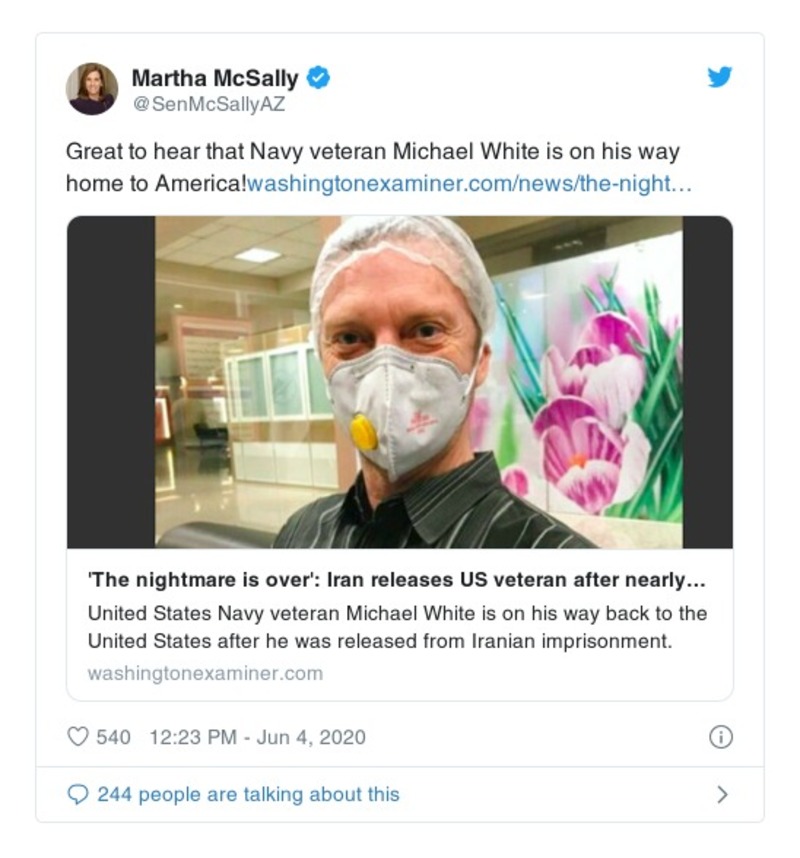 Martha McSally
@SenMcSallyAZ
Great to hear that Navy veteran Michael White is on his way
home to America!washingtonexaminer.com/news/the-night…
'The nightmare is over': Iran releases US veteran after nearly…
United States Navy veteran Michael White is on his way back to the
United States after he was released from Iranian imprisonment.
washingtonexaminer.com
540 12:23 PM - Jun 4, 2020
244 people are talking about this